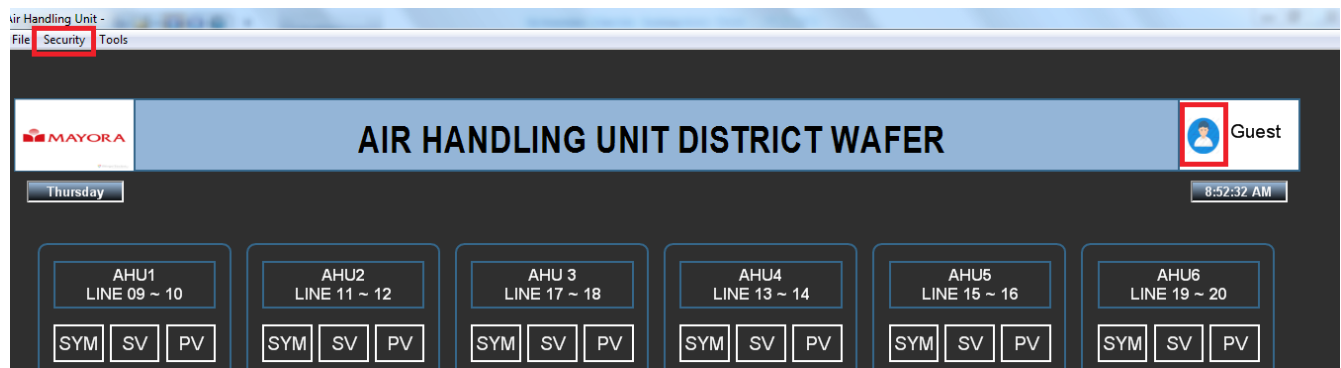 Air Handling Unit -
File Security Tools
MAYORA
AIR HANDLING UNIT DISTRICT WAFER
Guest
Thursday
8:52:32 AM
AHU1
LINE 09 ~ 10
SYM SV PV
AHU2
LINE 11 ~ 12
SYM SV PV
AHU 3
LINE 17 ~ 18
SYM SV PV
AHU4
LINE 13 ~ 14
SYM SV PV
AHU5
LINE 15 ~ 16
SYM SV PV
AHU6
LINE 19 ~ 20
SYM SV PV